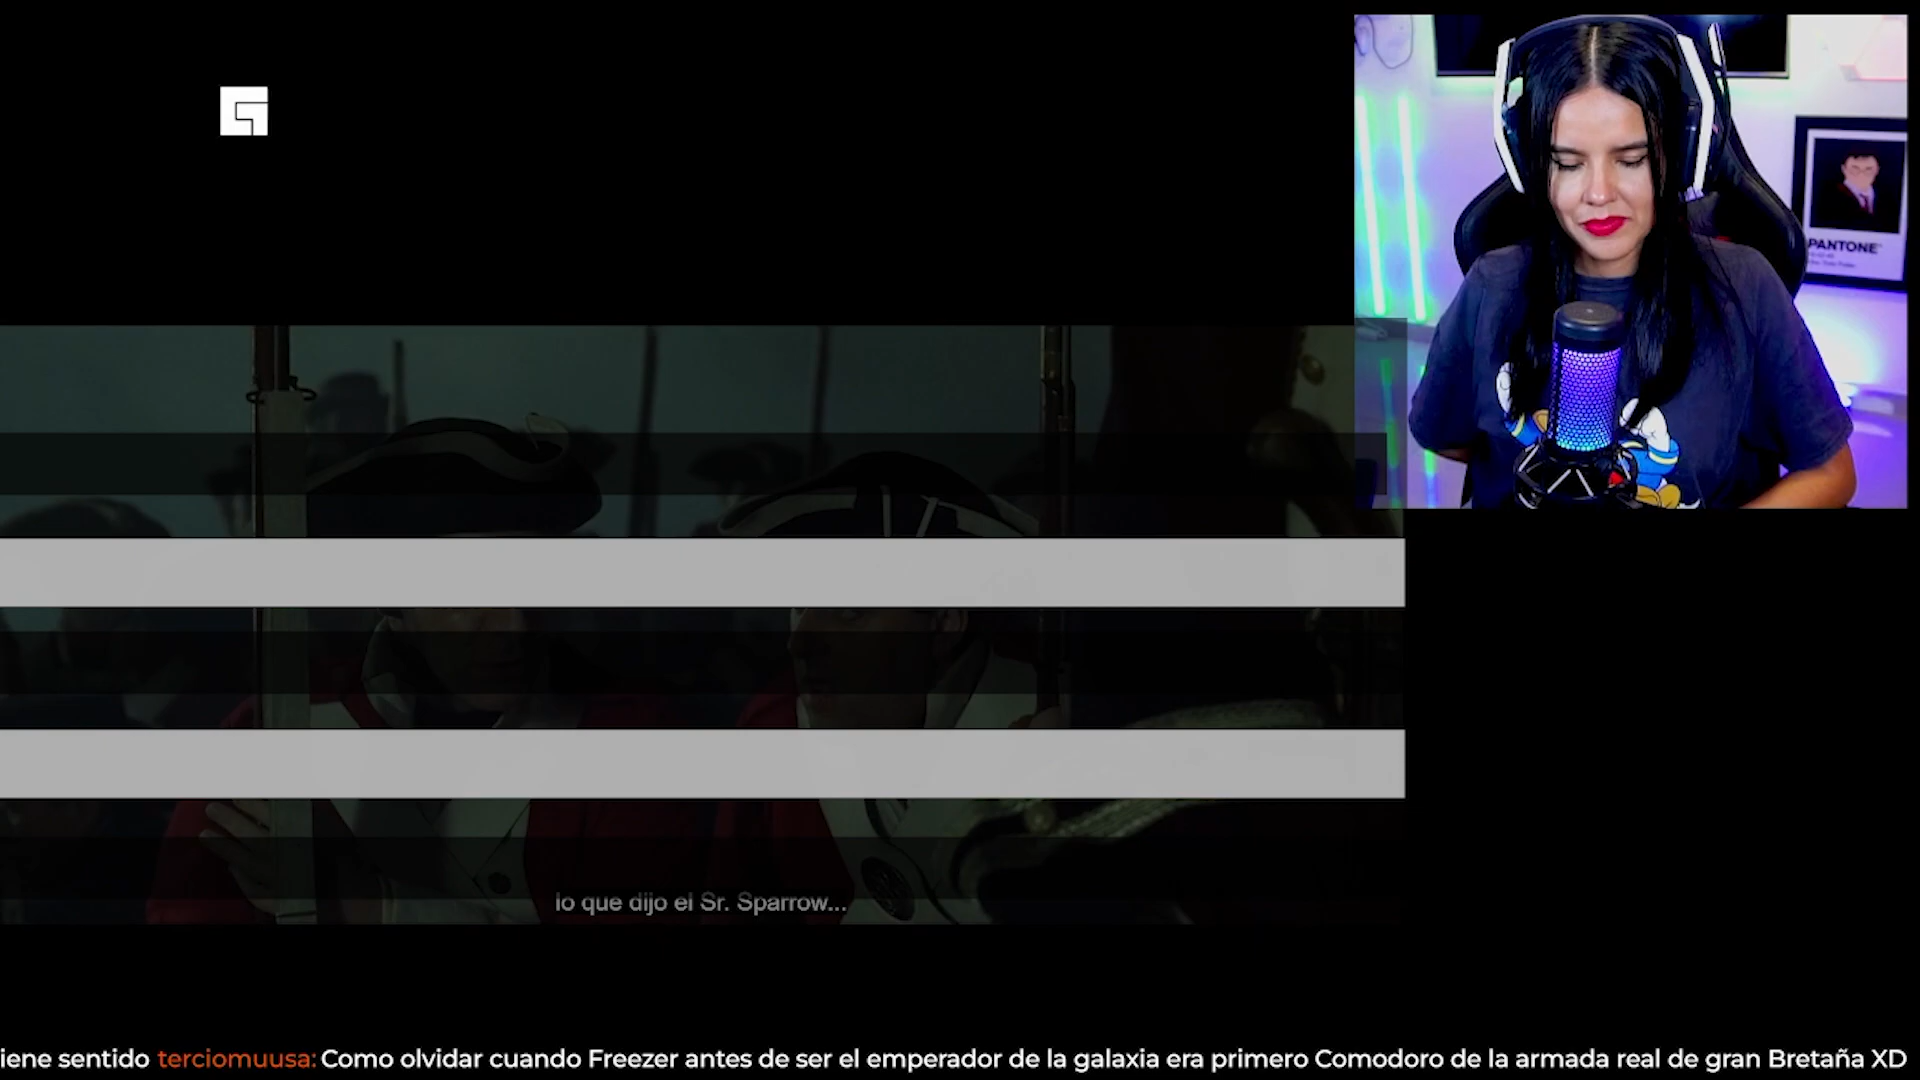 PANTONE
lo que dijo el Sr. Sparrow...
iene sentido terciomuusa: Como olvidar cuando Freezer antes de ser el emperador de la galaxia era primero Comodoro de la armada real de gran Bretaña XD